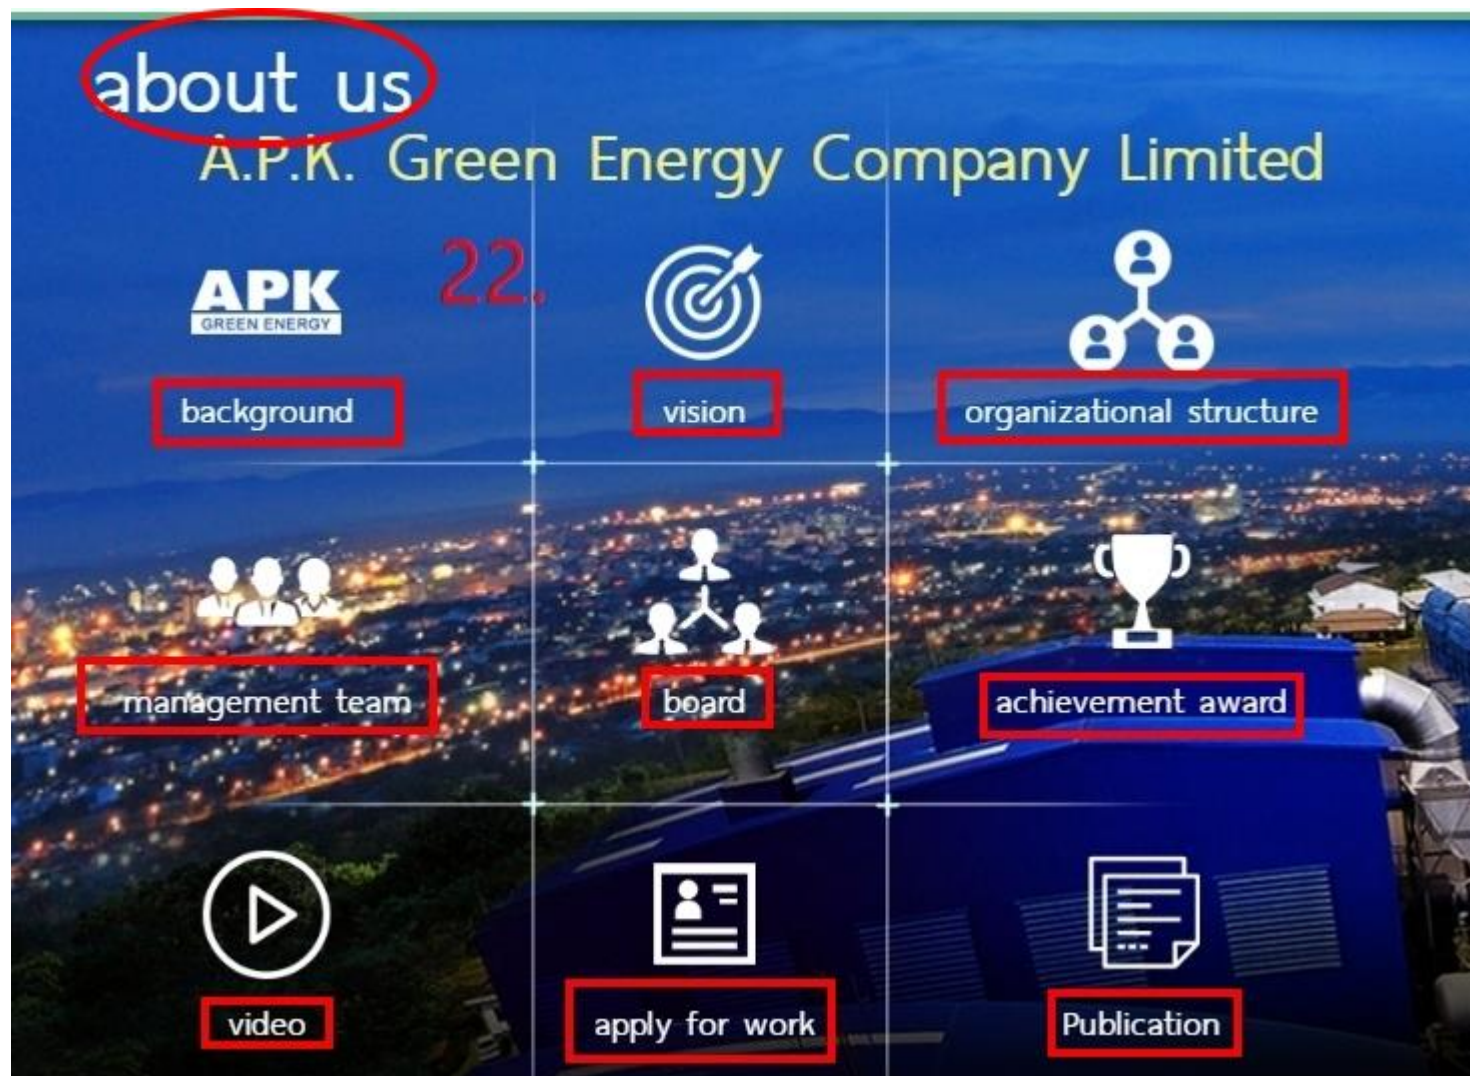 about us
A.P.K. Green Energy Company Limited
22.
APK
GREEN ENERGY
background
vision
organizational structure
management team
board
achievement award
video
apply for work
Publication